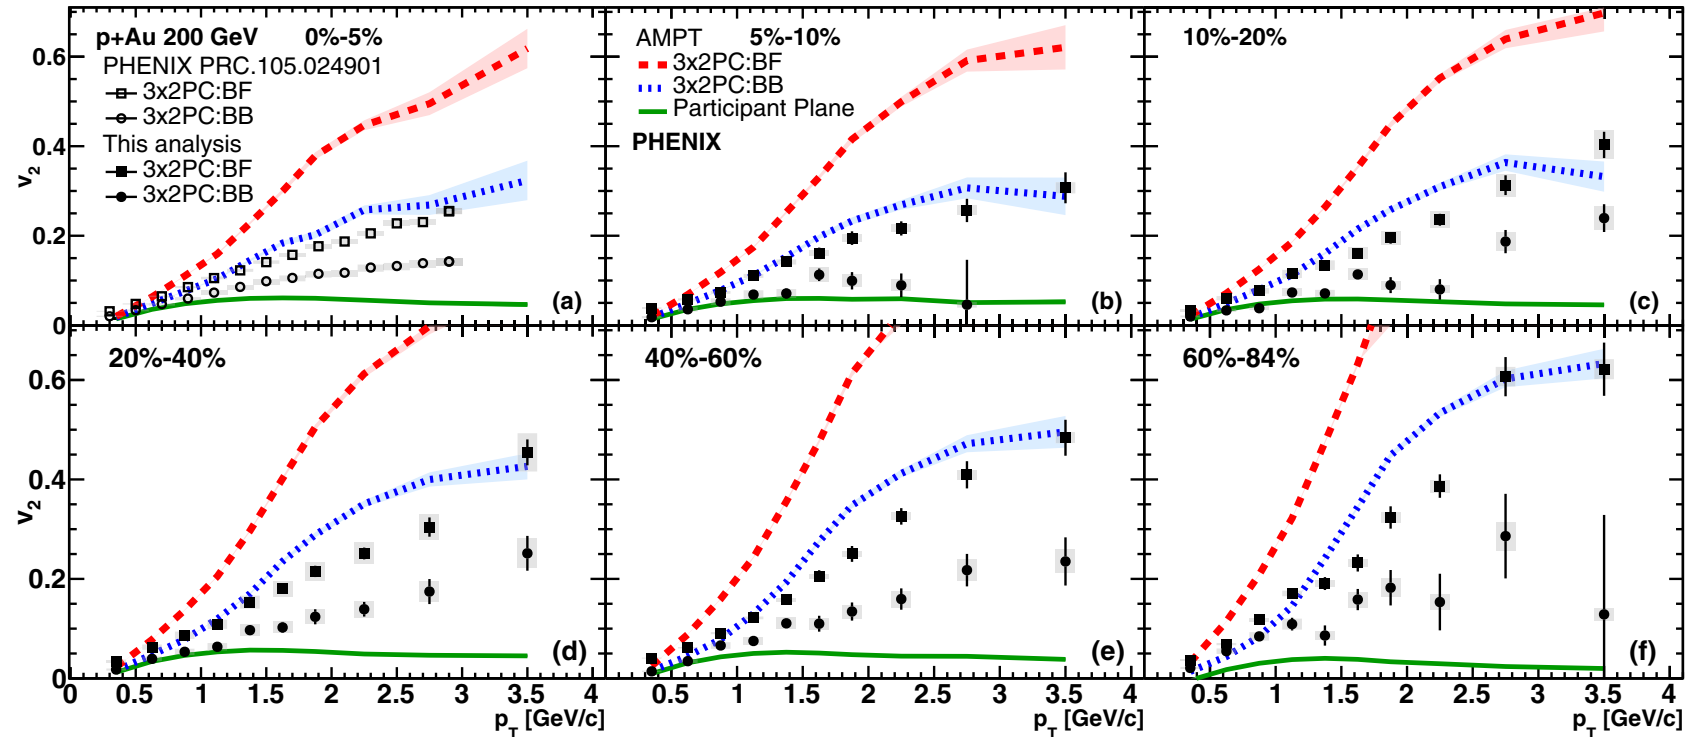 p+Au 200 GeV 0%-5%
PHENIX PRC.105.024901
3x2PC:BF
3x2PC:BB
This analysis
3x2PC:BF
3x2PC:BB
(a)
AMPT 5%-10%
3x2PC:BF
3x2PC:BB
Participant Plane
PHENIX
(b)
10%-20%
(c)
v2
0.6
0.4
0.2
0
20%-40%
(d)
40%-60%
(e)
60%-84%
(f)
v2
0.6
0.4
0.2
0
0 0.5 1 1.5 2 2.5 3 3.5 4
0.5 1 1.5 2 2.5 3 3.5 4
0.5 1 1.5 2 2.5 3 3.5 4
pT [GeV/c]
pT [GeV/c]
pT [GeV/c]